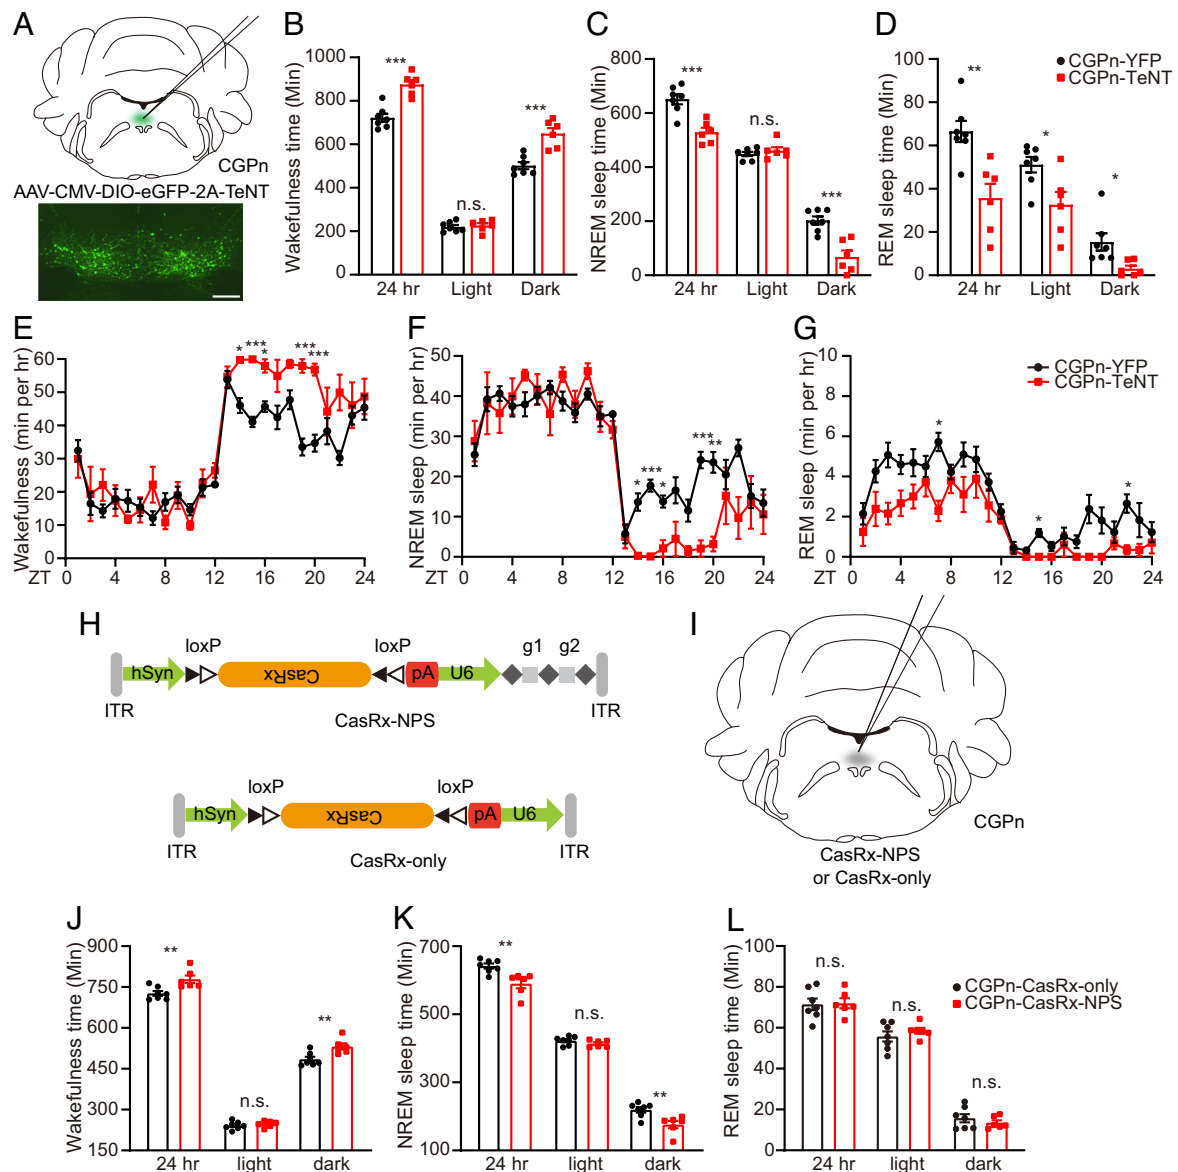 A
CGPn
AAV-CMV-DIO-eGFP-2A-TeNT
B
Wakefulness time (Min)
1000
800
600
400
200
0
***
n.s.
***
24 hr Light Dark
C
NREM sleep time (Min)
800
600
400
200
0
***
n.s.
***
24 hr Light Dark
D
REM sleep time (Min)
100
80
60
40
20
0
**
*
*
24 hr Light Dark
CGPn-YFP
CGPn-TeNT
E
Wakefulness (min per hr)
60
50
40
30
20
10
0
* *** * *** ***
ZT 0 4 8 12 16 20 24
F
NREM sleep (min per hr)
50
40
30
20
10
0
* *** * *** **
ZT 0 4 8 12 16 20 24
G
REM sleep (min per hr)
10
8
6
4
2
0
* * *
ZT 0 4 8 12 16 20 24
CGPn-YFP
CGPn-TeNT
H
loxP loxP g1 g2
hSyn CasRx pA U6
ITR ITR
CasRx-NPS
loxP loxP
hSyn CasRx pA U6
ITR ITR
CasRx-only
I
CGPn
CasRx-NPS
or CasRx-only
J
Wakefulness time (Min)
900
750
600
450
300
150
**
n.s.
**
24 hr light dark
K
NREM sleep time (Min)
700
500
300
100
**
n.s.
**
24 hr light dark
L
REM sleep time (Min)
100
80
60
40
20
0
n.s.
n.s.
n.s.
24 hr light dark
CGPn-CasRx-only
CGPn-CasRx-NPS